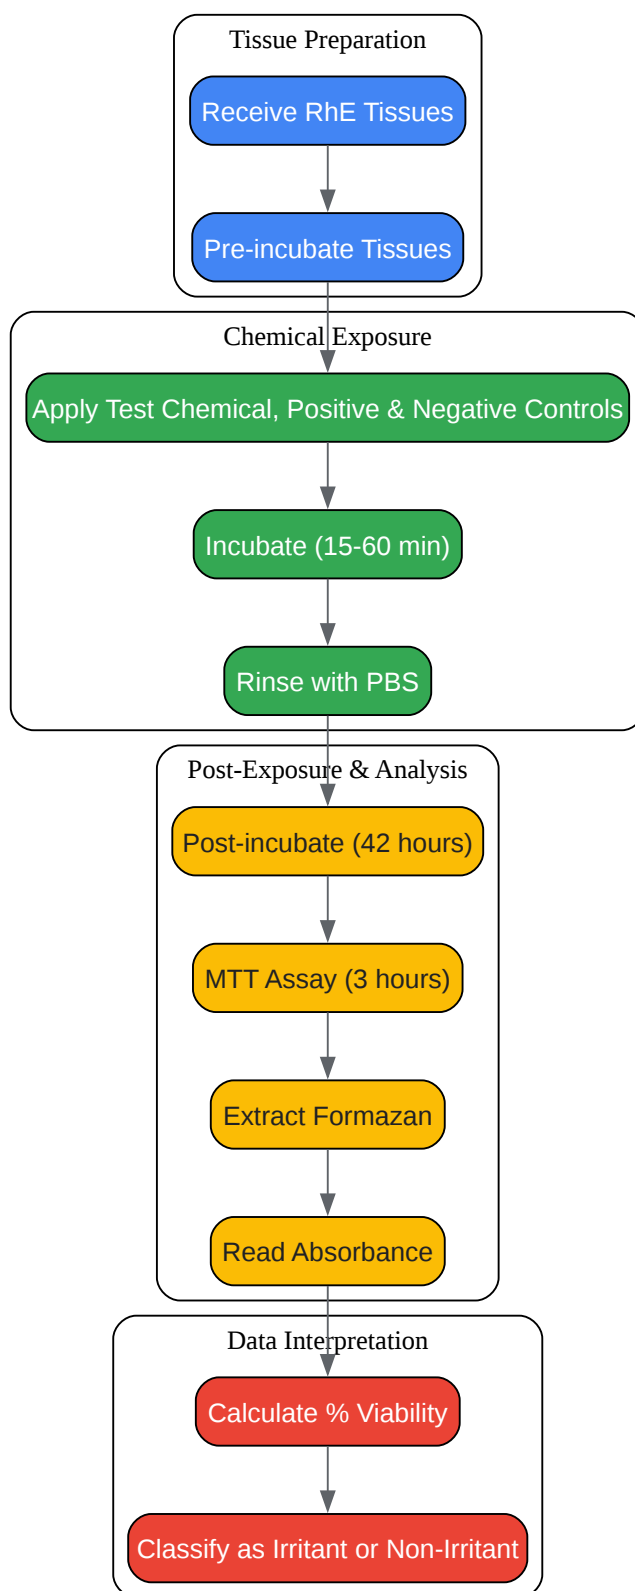 Tissue Preparation
Receive RhE Tissues
Pre-incubate Tissues
Chemical Exposure
Apply Test Chemical, Positive & Negative Controls
Incubate (15-60 min)
Rinse with PBS
Post-Exposure & Analysis
Post-incubate (42 hours)
MTT Assay (3 hours)
Extract Formazan
Read Absorbance
Data Interpretation
Calculate % Viability
Classify as Irritant or Non-Irritant